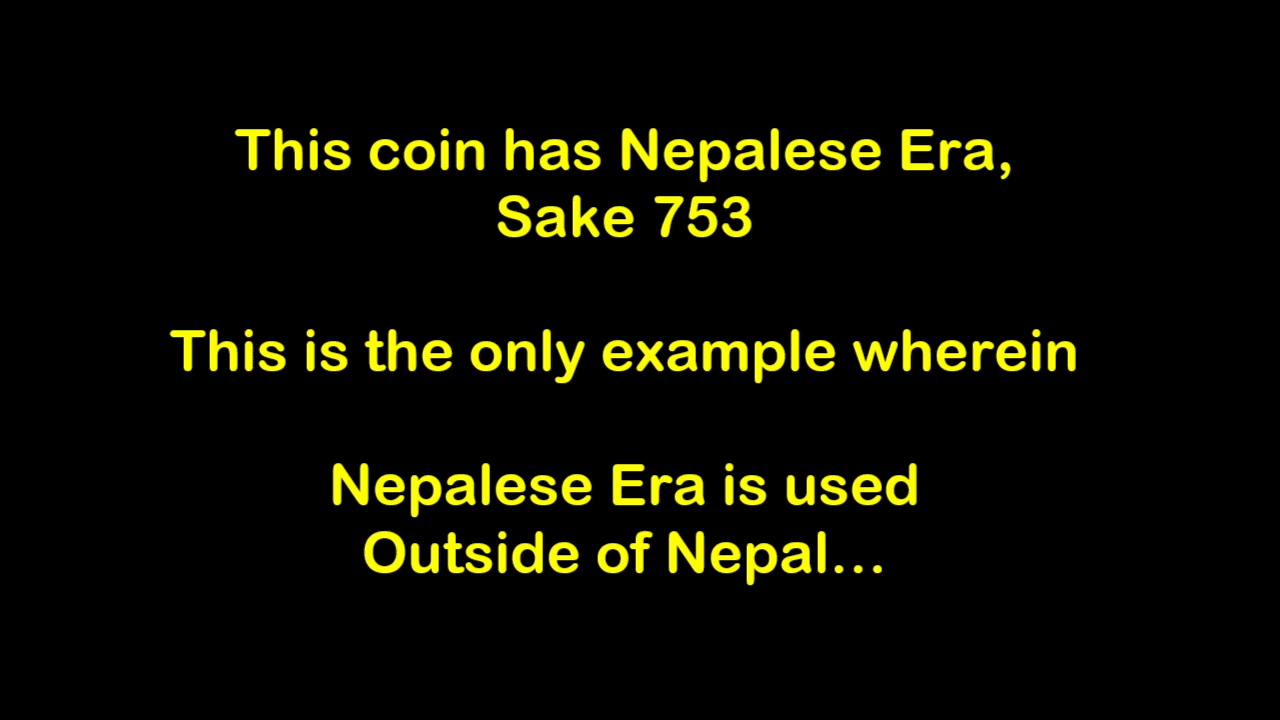 This coin has Nepalese Era,
Sake 753
This is the only example wherein
Nepalese Era is used
Outside of Nepal...